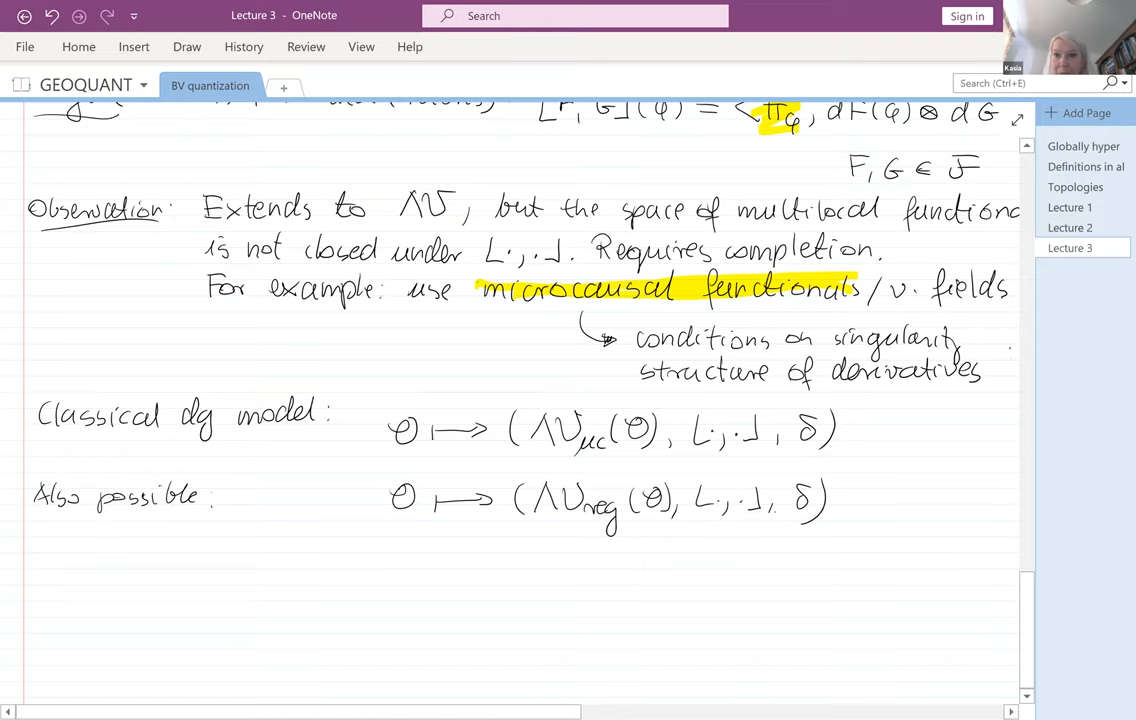 Lecture 3 - OneNote
Search
Sign in
File Home Insert Draw History Review View Help
Kasia
GEOQUANT
BV quantization
Search (Ctrl+E)
Add Page
Globally hyper
Definitions in al
Topologies
Lecture 1
Lecture 2
Lecture 3
⌊F, G⌋(φ) = <Π_φ, dF(φ) ⊗ dG
F, G ∈ F
Observation: Extends to ΛV, but the space of multilocal functiona
is not closed under ⌊·,·⌋. Requires completion.
For example: use microcausal functionals / v. fields
↳ conditions on singularity
structure of derivatives
Classical dg model: O ↦ (ΛV_μc(O), ⌊·,·⌋, δ)
Also possible: O ↦ (ΛV_reg(O), ⌊·,·⌋, δ)